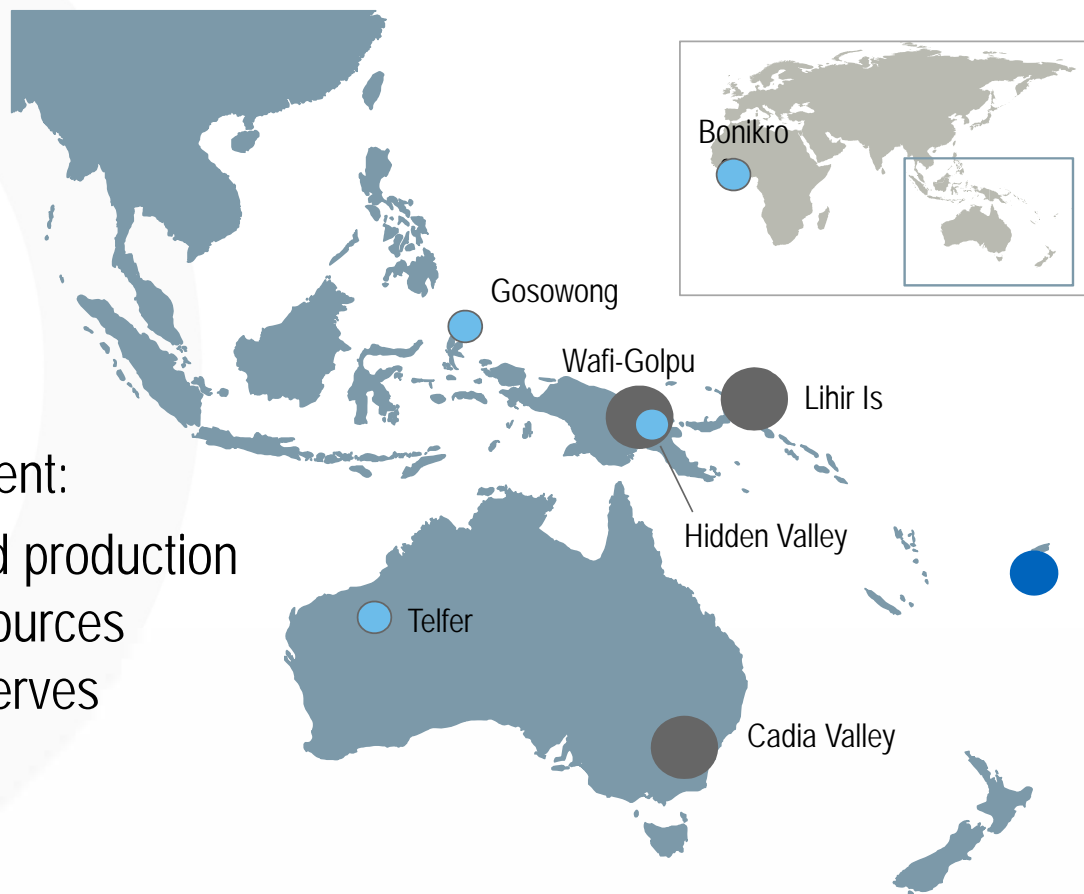 Bonikro
Gosowong
Wafi-Golpu
Lihir Is
ent:
Hidden Valley
d production
Telfer
ources
erves
Cadia Valley